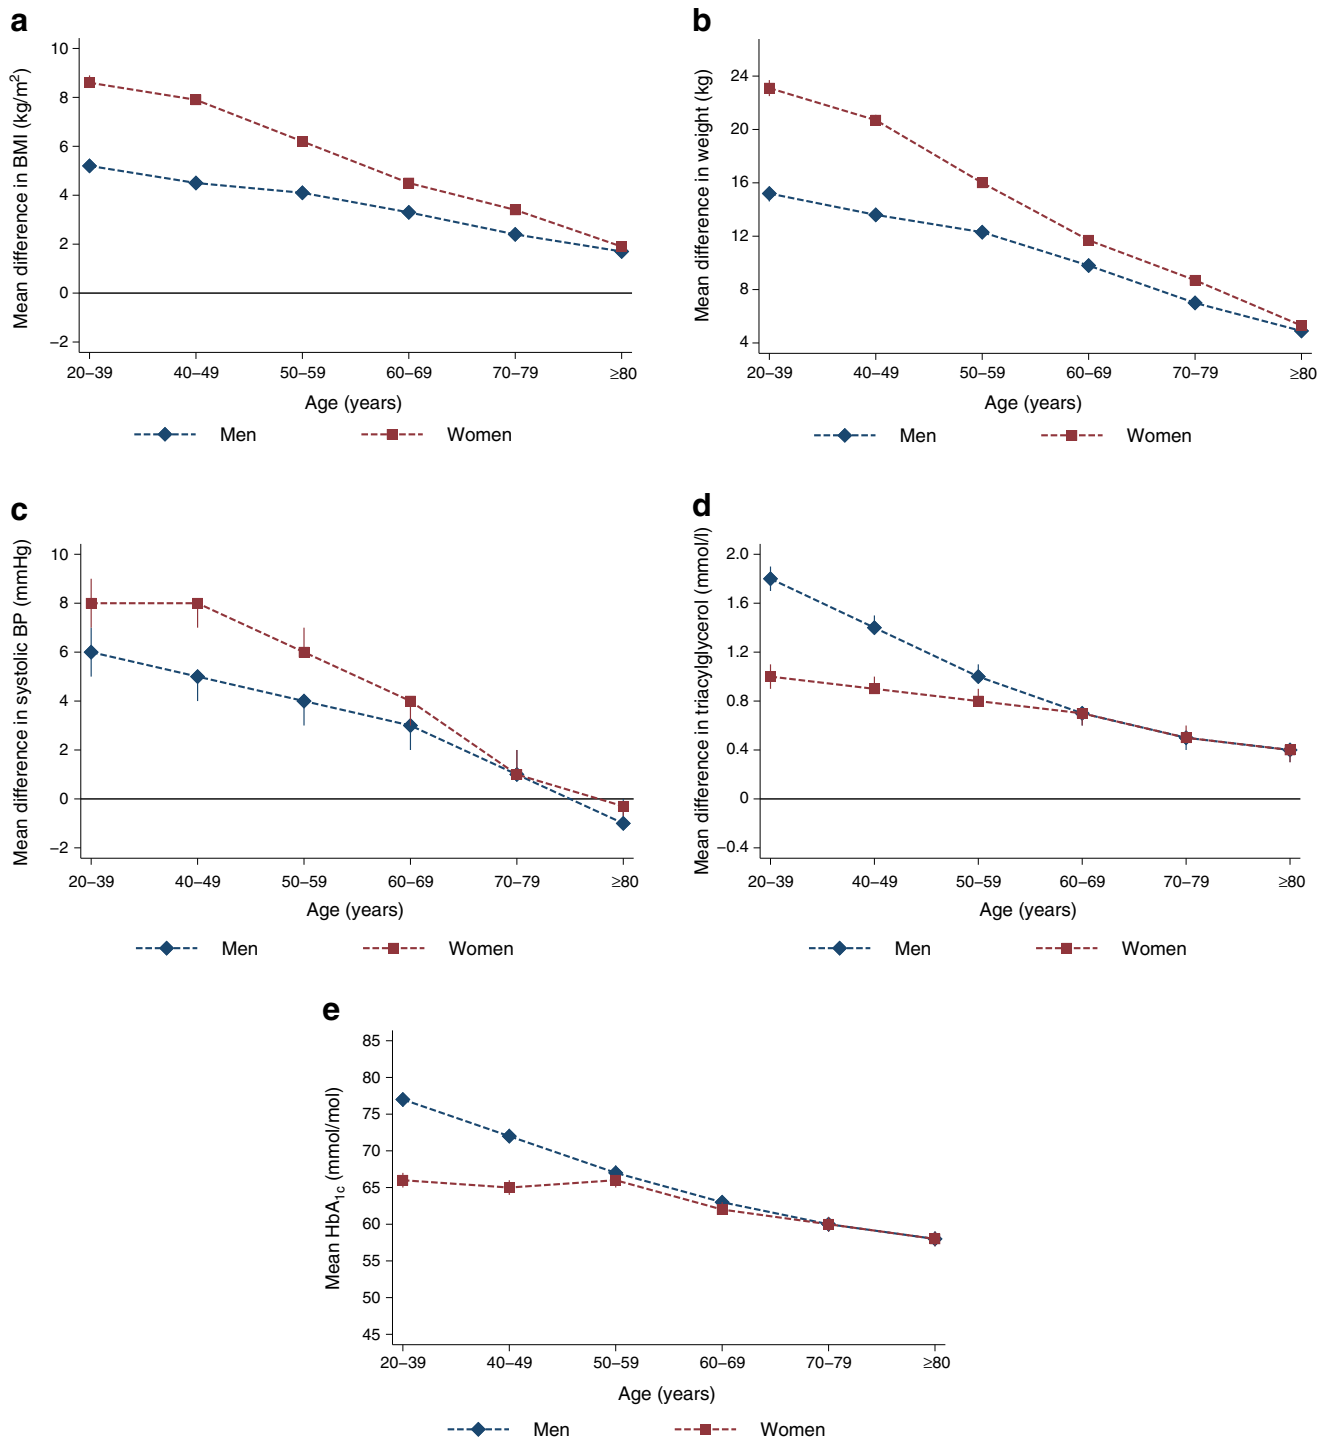 a
Mean difference in BMI (kg/m²)
10
8
6
4
2
0
−2
20–39 40–49 50–59 60–69 70–79 ≥80
Age (years)
Men Women
b
Mean difference in weight (kg)
24
20
16
12
8
4
20–39 40–49 50–59 60–69 70–79 ≥80
Age (years)
Men Women
c
Mean difference in systolic BP (mmHg)
10
8
6
4
2
0
−2
20–39 40–49 50–59 60–69 70–79 ≥80
Age (years)
Men Women
d
Mean difference in triacylglycerol (mmol/l)
2.0
1.6
1.2
0.8
0.4
0
−0.4
20–39 40–49 50–59 60–69 70–79 ≥80
Age (years)
Men Women
e
Mean HbA₁c (mmol/mol)
85
80
75
70
65
60
55
50
45
20–39 40–49 50–59 60–69 70–79 ≥80
Age (years)
Men Women